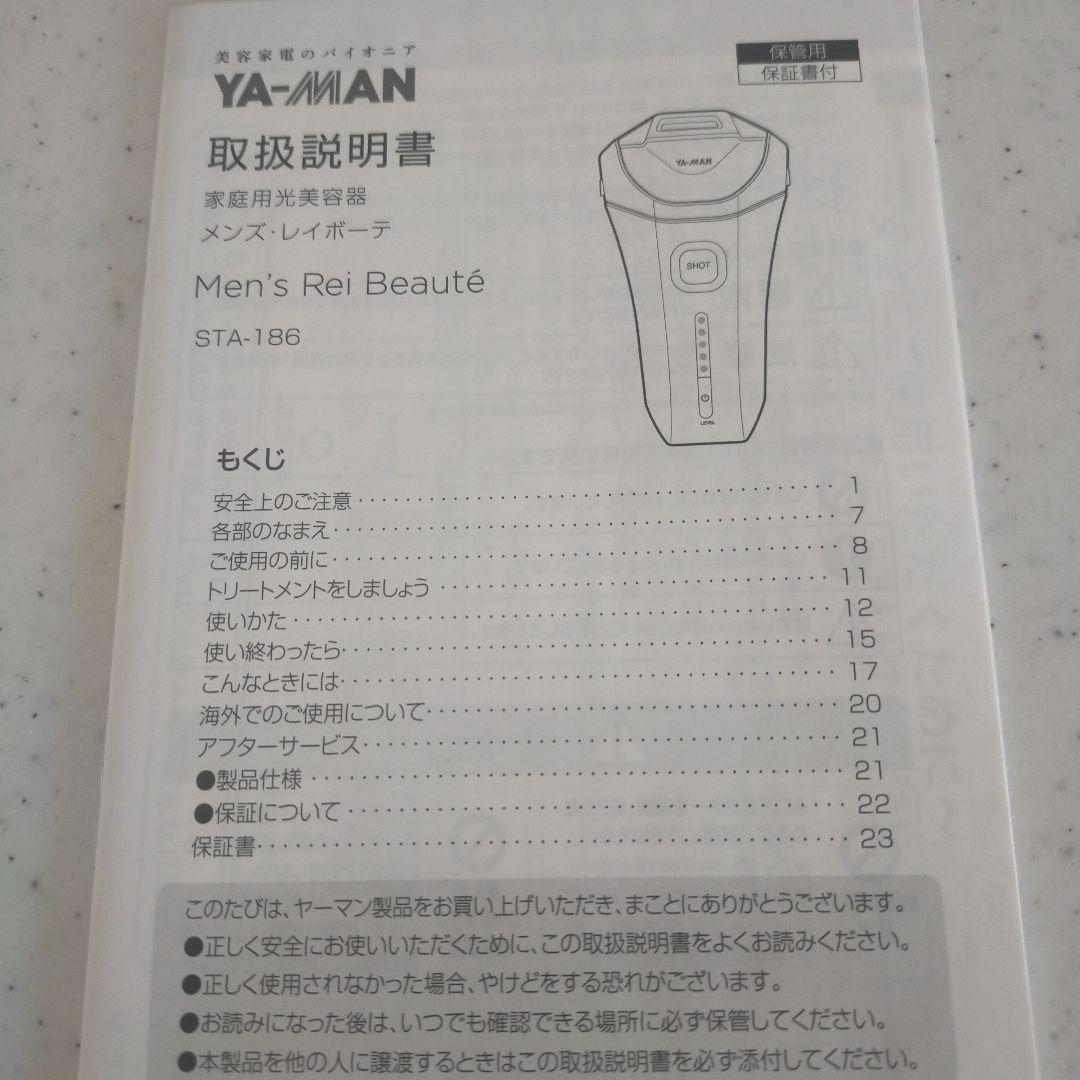 美容家電のパイオニア
YA-MAN
保管用
保証書付
取扱説明書
家庭用光美容器
メンズ・レイボーテ
Men's Rei Beauté
STA-186
YA-MAN
SHOT
LEVEL
もくじ
安全上のご注意 1
各部のなまえ 7
ご使用の前に 8
トリートメントをしましょう 11
使いかた 12
使い終わったら 15
こんなときには 17
海外でのご使用について 20
アフターサービス 21
●製品仕様 21
●保証について 22
保証書 23
このたびは、ヤーマン製品をお買い上げいただき、まことにありがとうございます。
●正しく安全にお使いいただくために、この取扱説明書をよくお読みください。
●正しく使用されなかった場合、やけどをする恐れがございます。
●お読みになった後は、いつでも確認できる場所に必ず保管してください。
●本製品を他の人に譲渡するときはこの取扱説明書を必ず添付してください。